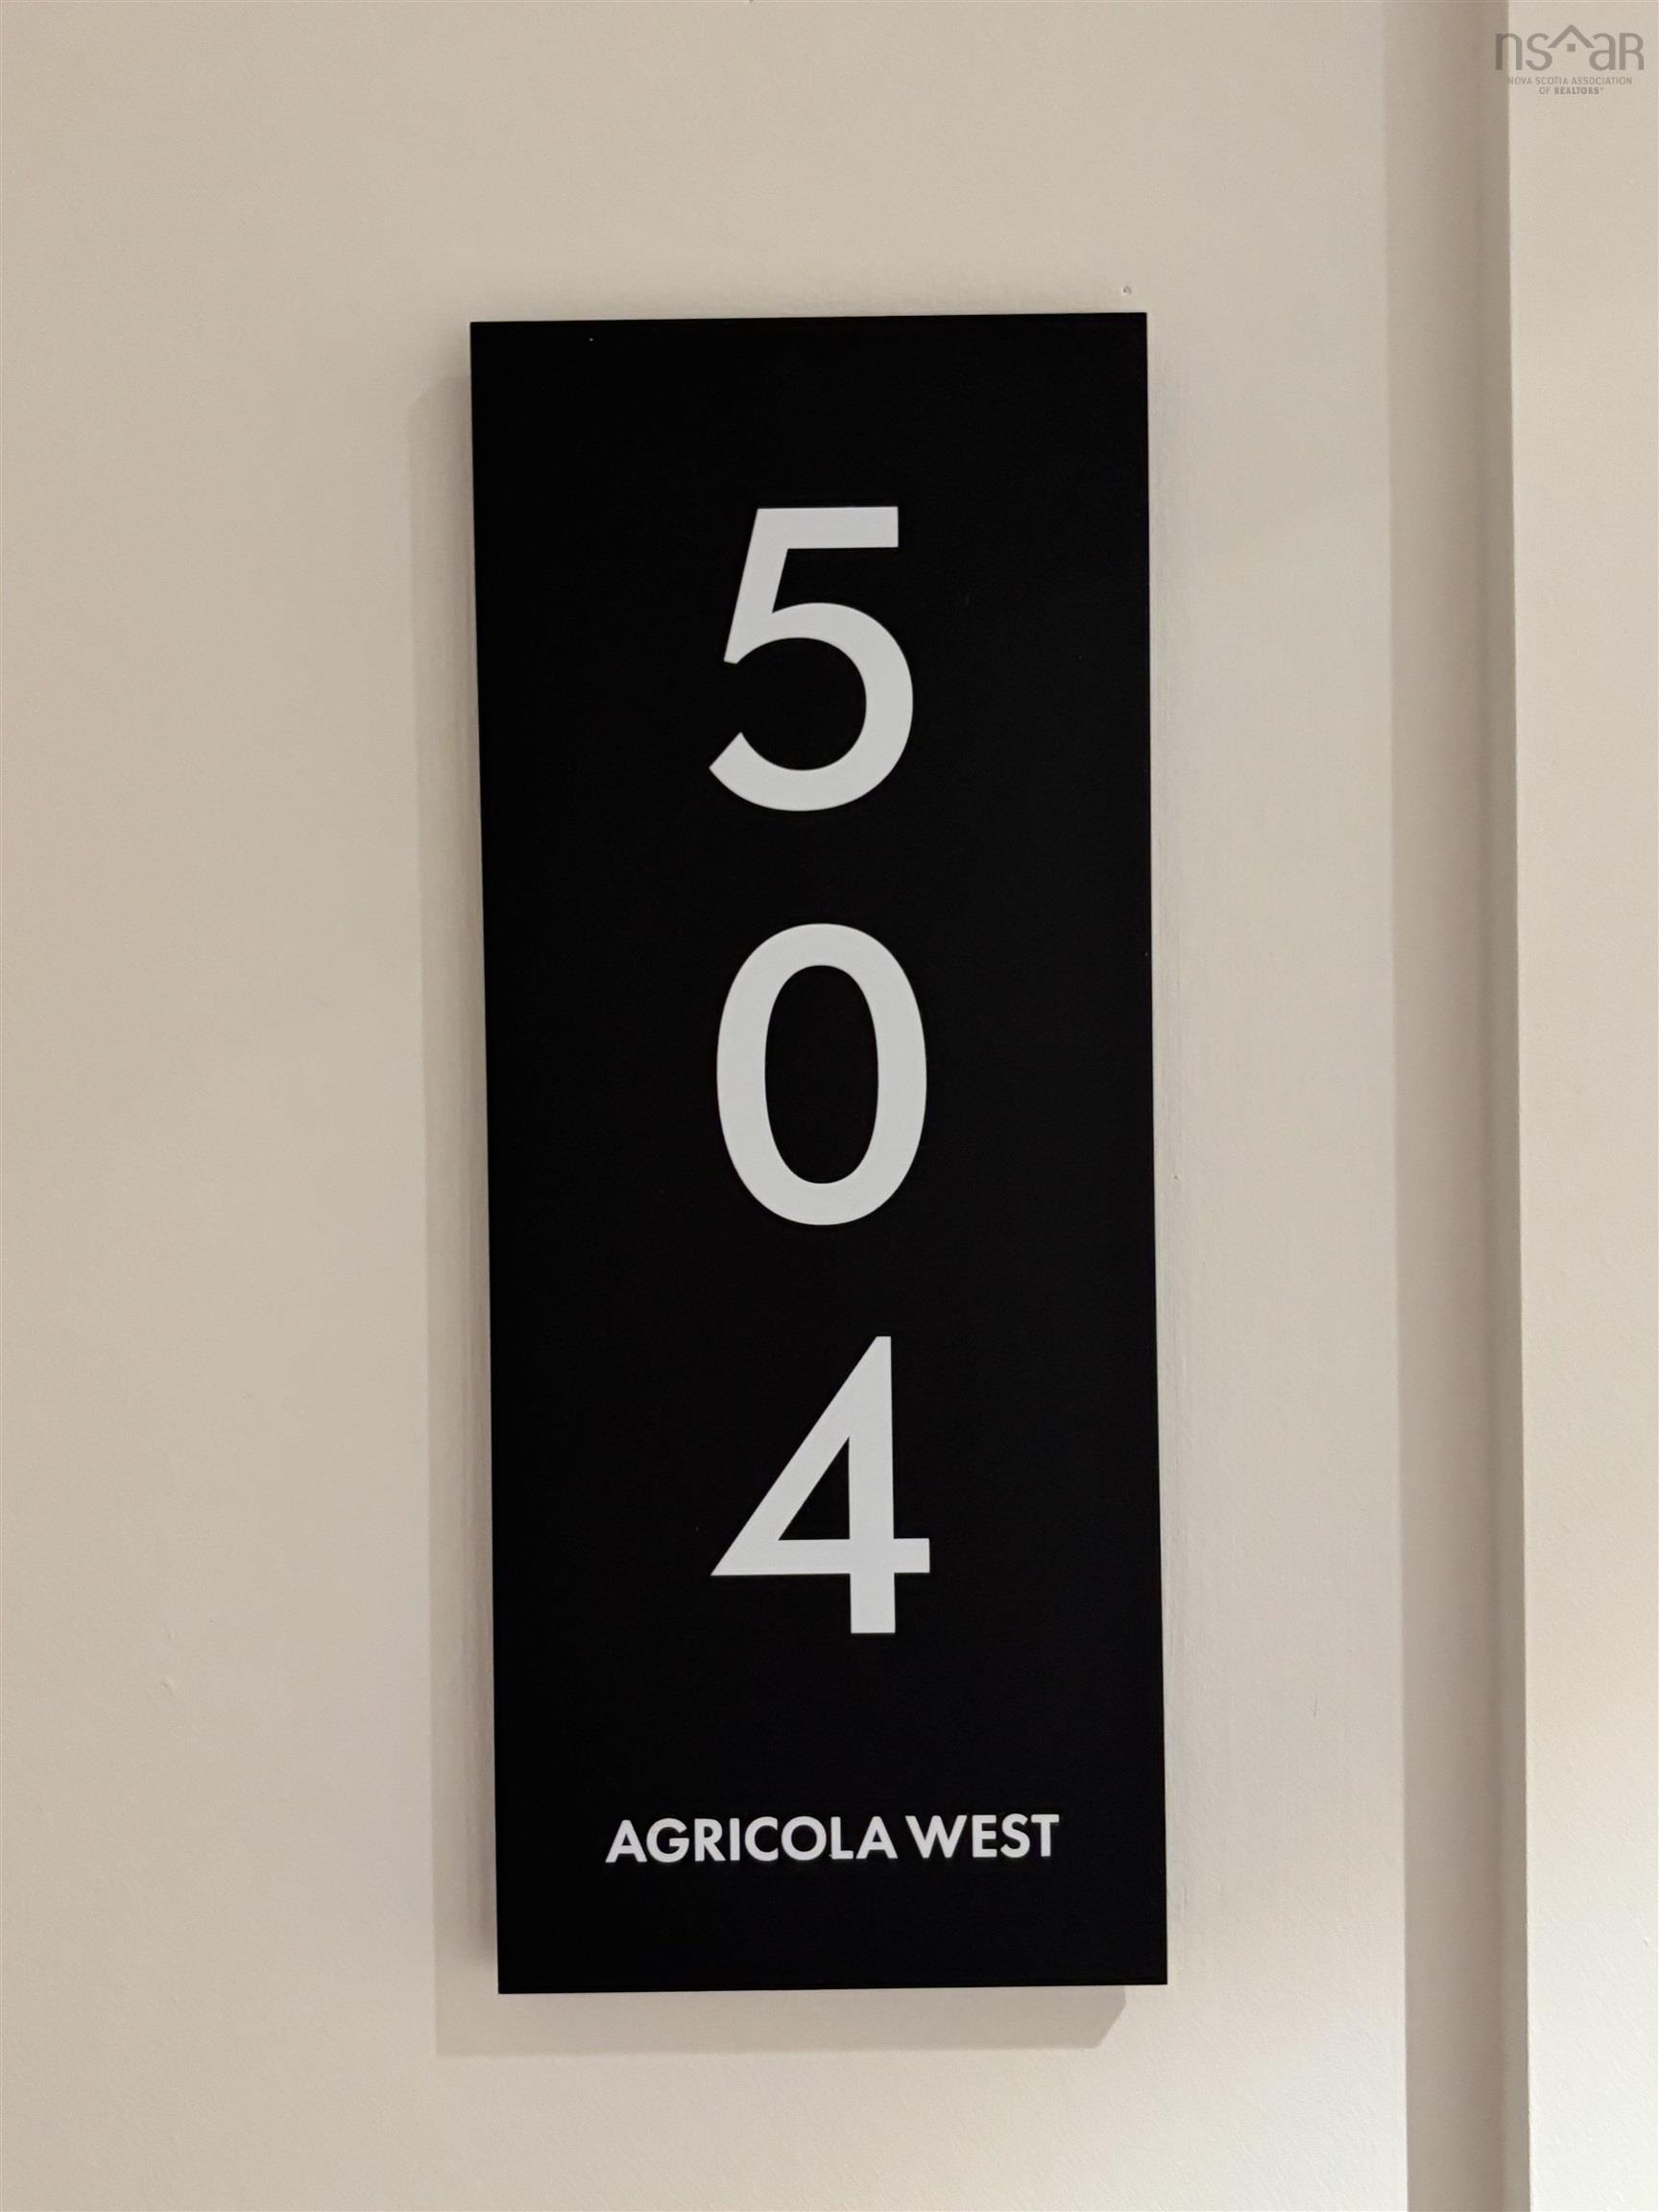 nsaR
NOVA SCOTIA ASSOCIATION
OF REALTORS®
5
0
4
AGRICOLA WEST